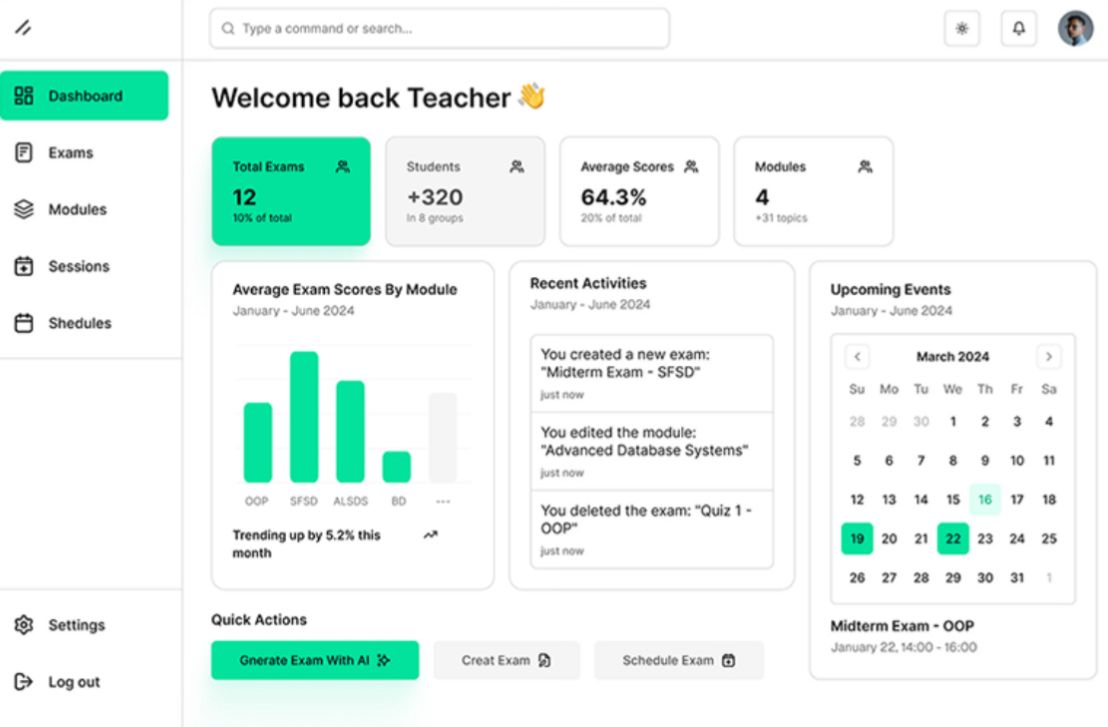 Type a command or search...
Dashboard
Exams
Modules
Sessions
Shedules
Settings
Log out
Welcome back Teacher 👋
Total Exams
12
10% of total
Students
+320
In 8 groups
Average Scores
64.3%
20% of total
Modules
4
+31 topics
Average Exam Scores By Module
January - June 2024
OOP SFSD ALSDS BD ---
Trending up by 5.2% this
month
Recent Activities
January - June 2024
You created a new exam:
"Midterm Exam - SFSD"
just now
You edited the module:
"Advanced Database Systems"
just now
You deleted the exam: "Quiz 1 -
OOP"
just now
Upcoming Events
January - June 2024
March 2024
Su Mo Tu We Th Fr Sa
28 29 30 1 2 3 4
5 6 7 8 9 10 11
12 13 14 15 16 17 18
19 20 21 22 23 24 25
26 27 28 29 30 31 1
Midterm Exam - OOP
January 22, 14:00 - 16:00
Quick Actions
Gnerate Exam With AI
Creat Exam
Schedule Exam